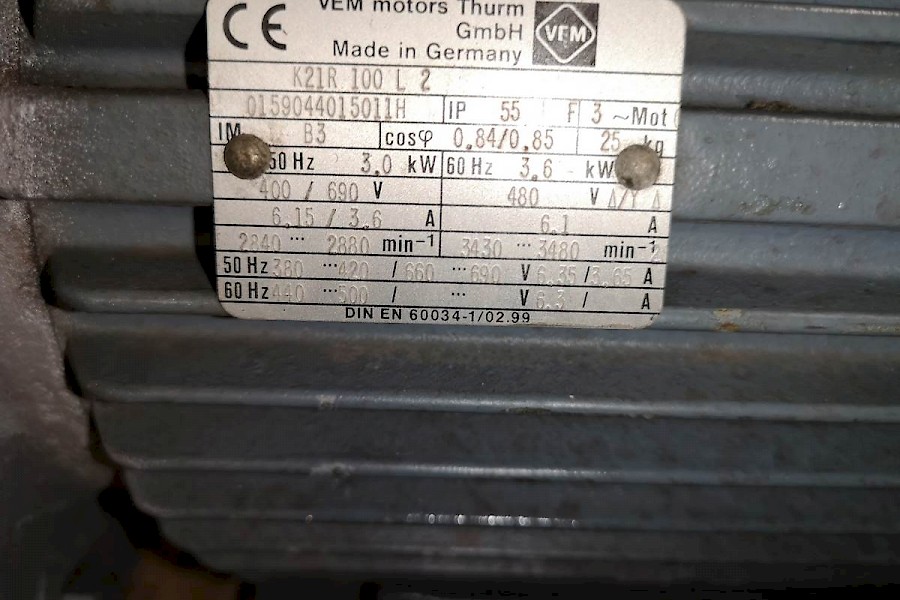 CE VEM motors Thurm
GmbH
Made in Germany
VEM
K21R 100 L 2
0159044015011H IP 55 F 3 ~Mot
IM B3 cosφ 0.84/0.85 25 kg
50 Hz 3.0 kW 60 Hz 3.6 kW
400 / 690 V 480 V Δ/Y Δ
6.15 / 3.6 A 6.1 A
2840 ... 2880 min-1 3430 ... 3480 min-1
50 Hz 380 ...420 / 660 ... 690 V 6.35 /3.65 A
60 Hz 440 ...500 / ... V 6.3 / A
DIN EN 60034-1/02.99